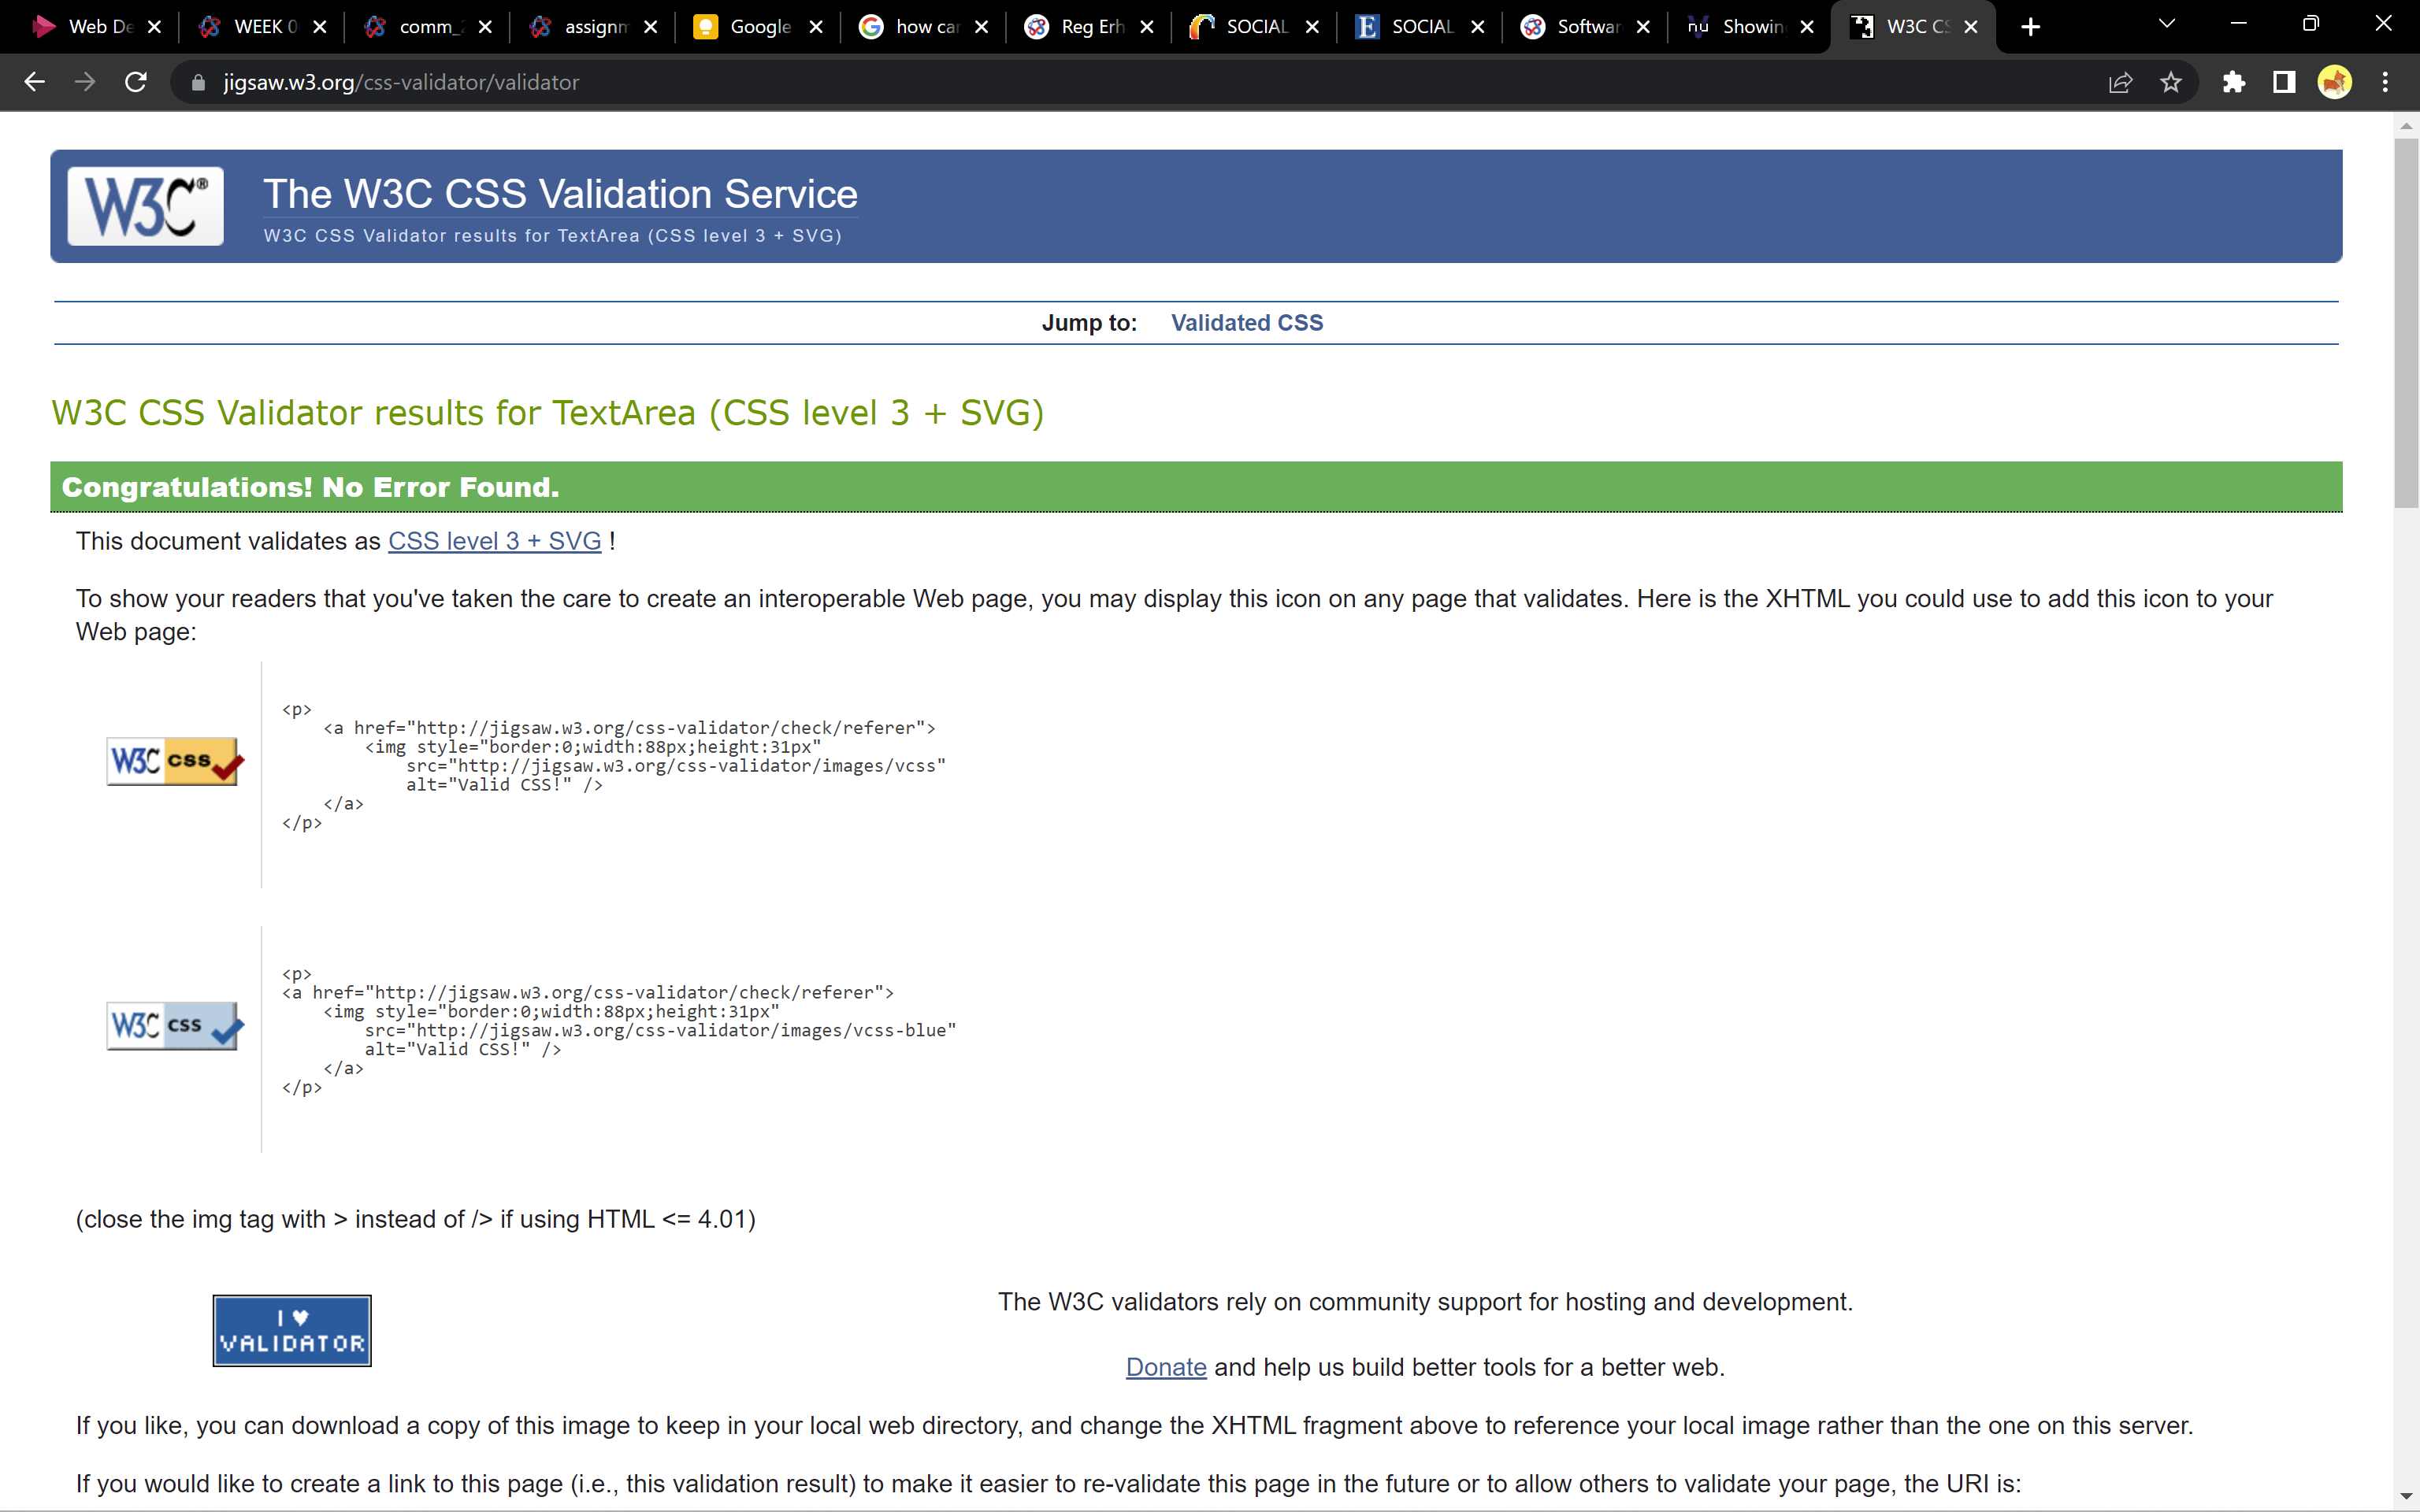 Web De
WEEK 0
comm_
assignm
Google
how car
Reg Erh
SOCIAL
SOCIAL
Softwar
Showin
W3C CS
jigsaw.w3.org/css-validator/validator
W3C®
The W3C CSS Validation Service
W3C CSS Validator results for TextArea (CSS level 3 + SVG)
Jump to: Validated CSS
W3C CSS Validator results for TextArea (CSS level 3 + SVG)
Congratulations! No Error Found.
This document validates as CSS level 3 + SVG !
To show your readers that you've taken the care to create an interoperable Web page, you may display this icon on any page that validates. Here is the XHTML you could use to add this icon to your
Web page:
W3C css
<p>
<a href="http://jigsaw.w3.org/css-validator/check/referer">
<img style="border:0;width:88px;height:31px"
src="http://jigsaw.w3.org/css-validator/images/vcss"
alt="Valid CSS!" />
</a>
</p>
W3C css
<p>
<a href="http://jigsaw.w3.org/css-validator/check/referer">
<img style="border:0;width:88px;height:31px"
src="http://jigsaw.w3.org/css-validator/images/vcss-blue"
alt="Valid CSS!" />
</a>
</p>
(close the img tag with > instead of /> if using HTML <= 4.01)
I ♥
VALIDATOR
The W3C validators rely on community support for hosting and development.
Donate and help us build better tools for a better web.
If you like, you can download a copy of this image to keep in your local web directory, and change the XHTML fragment above to reference your local image rather than the one on this server.
If you would like to create a link to this page (i.e., this validation result) to make it easier to re-validate this page in the future or to allow others to validate your page, the URI is: